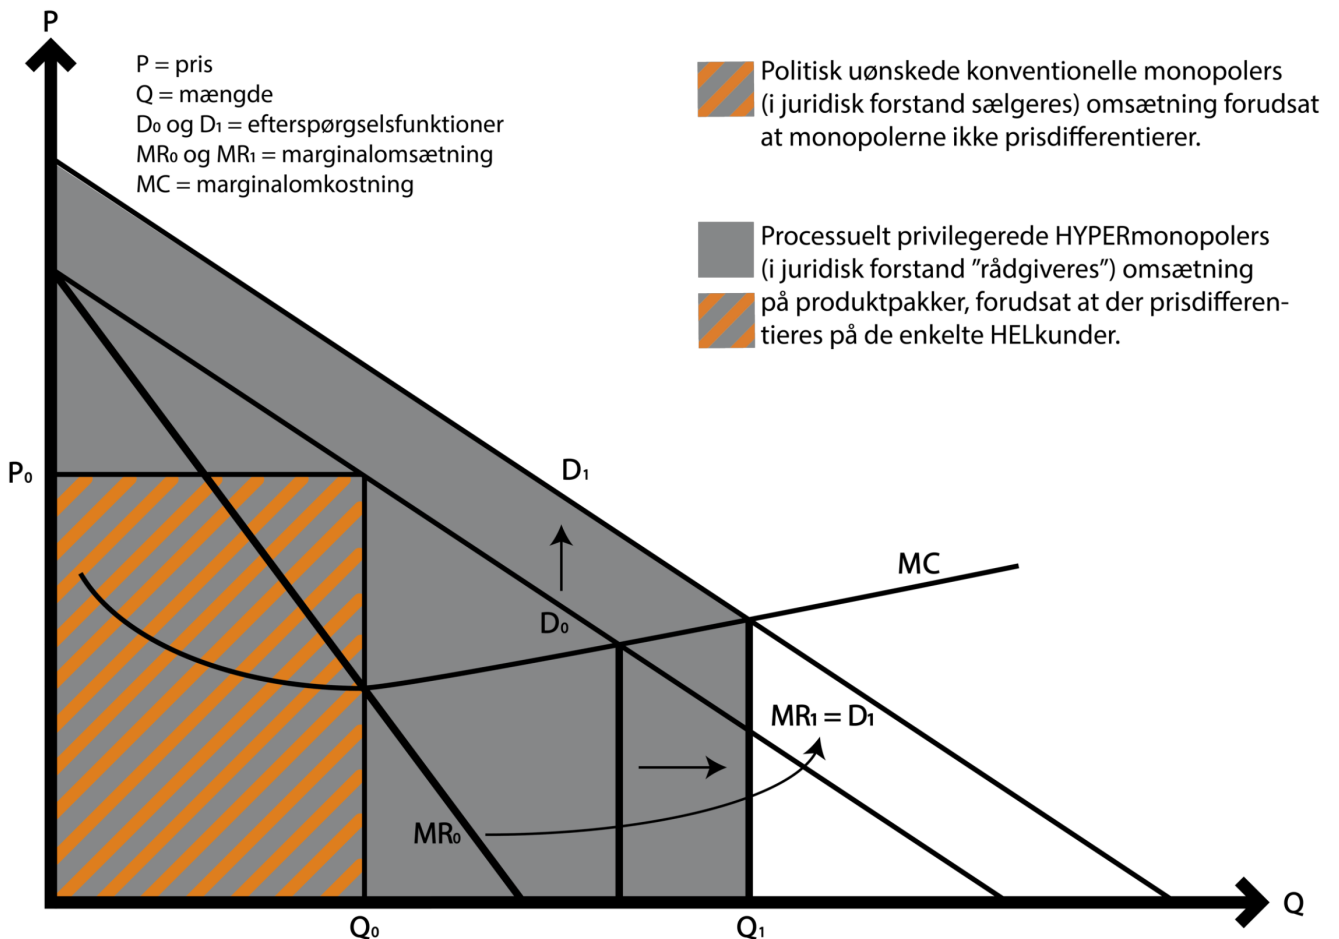 P
P = pris
Q = mængde
D₀ og D₁ = efterspørgselsfunktioner
MR₀ og MR₁ = marginalomsætning
MC = marginalomkostning
Politisk uønskede konventionelle monopolers
(i juridisk forstand sælgeres) omsætning forudsat
at monopolerne ikke prisdifferentierer.
Processuelt privilegerede HYPERmonopolers
(i juridisk forstand ”rådgiveres”) omsætning
på produktpakker, forudsat at der prisdifferen-
tieres på de enkelte HELkunder.
P₀
D₁
MC
D₀
MR₁ = D₁
MR₀
Q
Q₀
Q₁